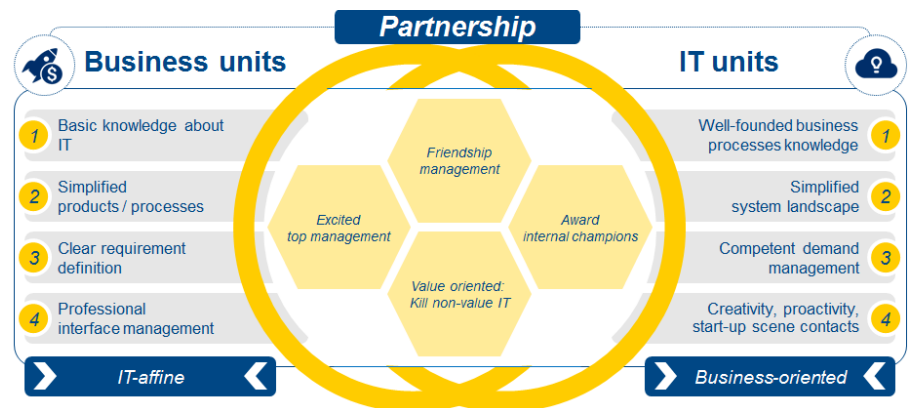 Partnership
Business units
IT units
1
Basic knowledge about
IT
2
Simplified
products / processes
3
Clear requirement
definition
4
Professional
interface management
IT-affine
Friendship
management
Excited
top management
Award
internal champions
Value oriented:
Kill non-value IT
Well-founded business
processes knowledge
1
Simplified
system landscape
2
Competent demand
management
3
Creativity, proactivity,
start-up scene contacts
4
Business-oriented
$